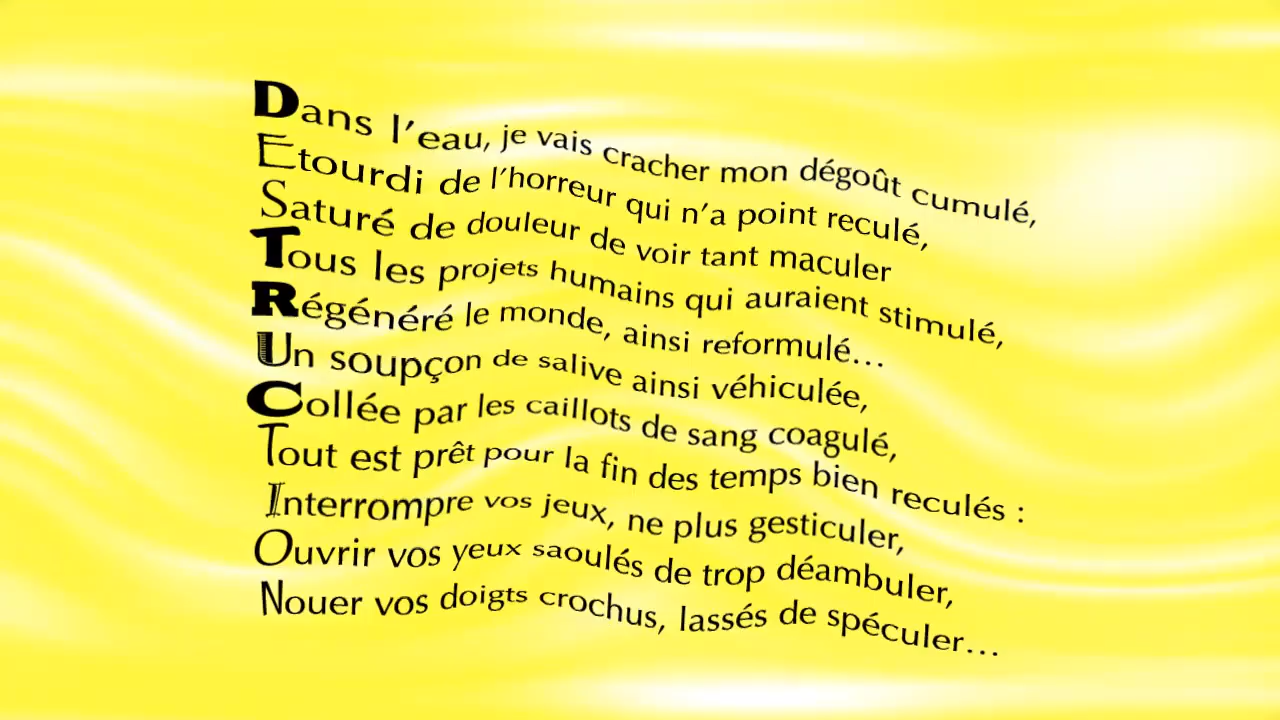 Dans l'eau, je vais cracher mon dégoût cumulé,
Etourdi de l'horreur qui n'a point reculé,
Saturé de douleur de voir tant maculer
Tous les projets humains qui auraient stimulé,
Régénéré le monde, ainsi reformulé...
Un soupçon de salive ainsi véhiculée,
Collée par les caillots de sang coagulé,
Tout est prêt pour la fin des temps bien reculés :
Interrompre vos jeux, ne plus gesticuler,
Ouvrir vos yeux saoulés de trop déambuler,
Nouer vos doigts crochus, lassés de spéculer...